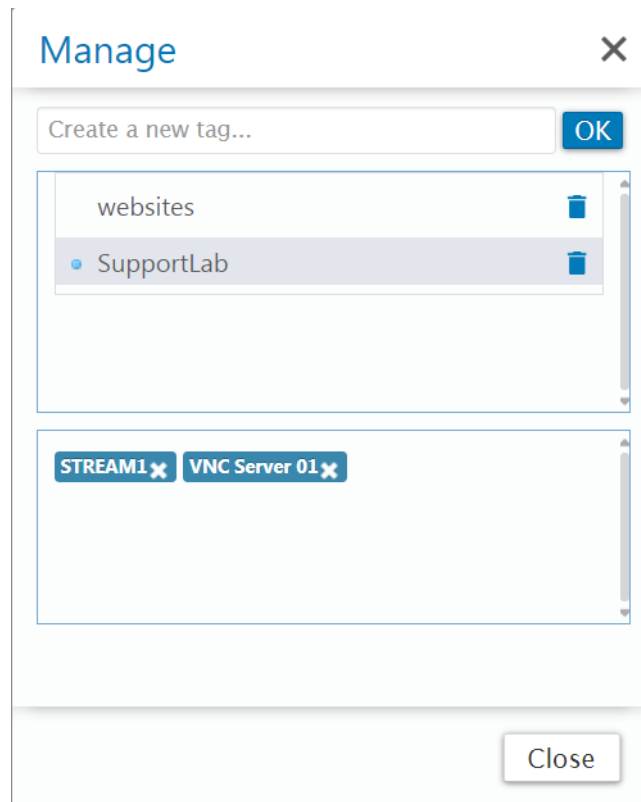 Manage
Create a new tag...
OK
websites
SupportLab
STREAM1 VNC Server 01
Close